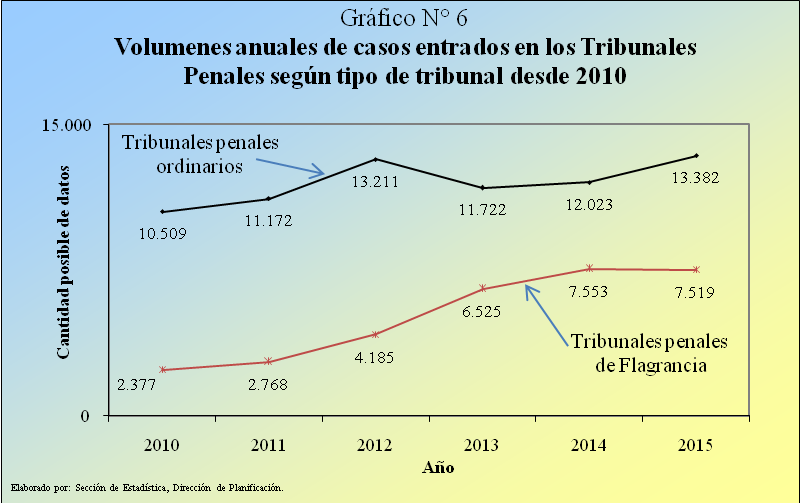 Gráfico N° 6
Volumenes anuales de casos entrados en los Tribunales
Penales según tipo de tribunal desde 2010
15.000
Tribunales penales
ordinarios
10.509
11.172
13.211
11.722
12.023
13.382
Cantidad posible de datos
2.377
2.768
4.185
6.525
7.553
7.519
Tribunales penales
de Flagrancia
0
2010
2011
2012
2013
2014
2015
Año
Elaborado por: Sección de Estadística, Dirección de Planificación.